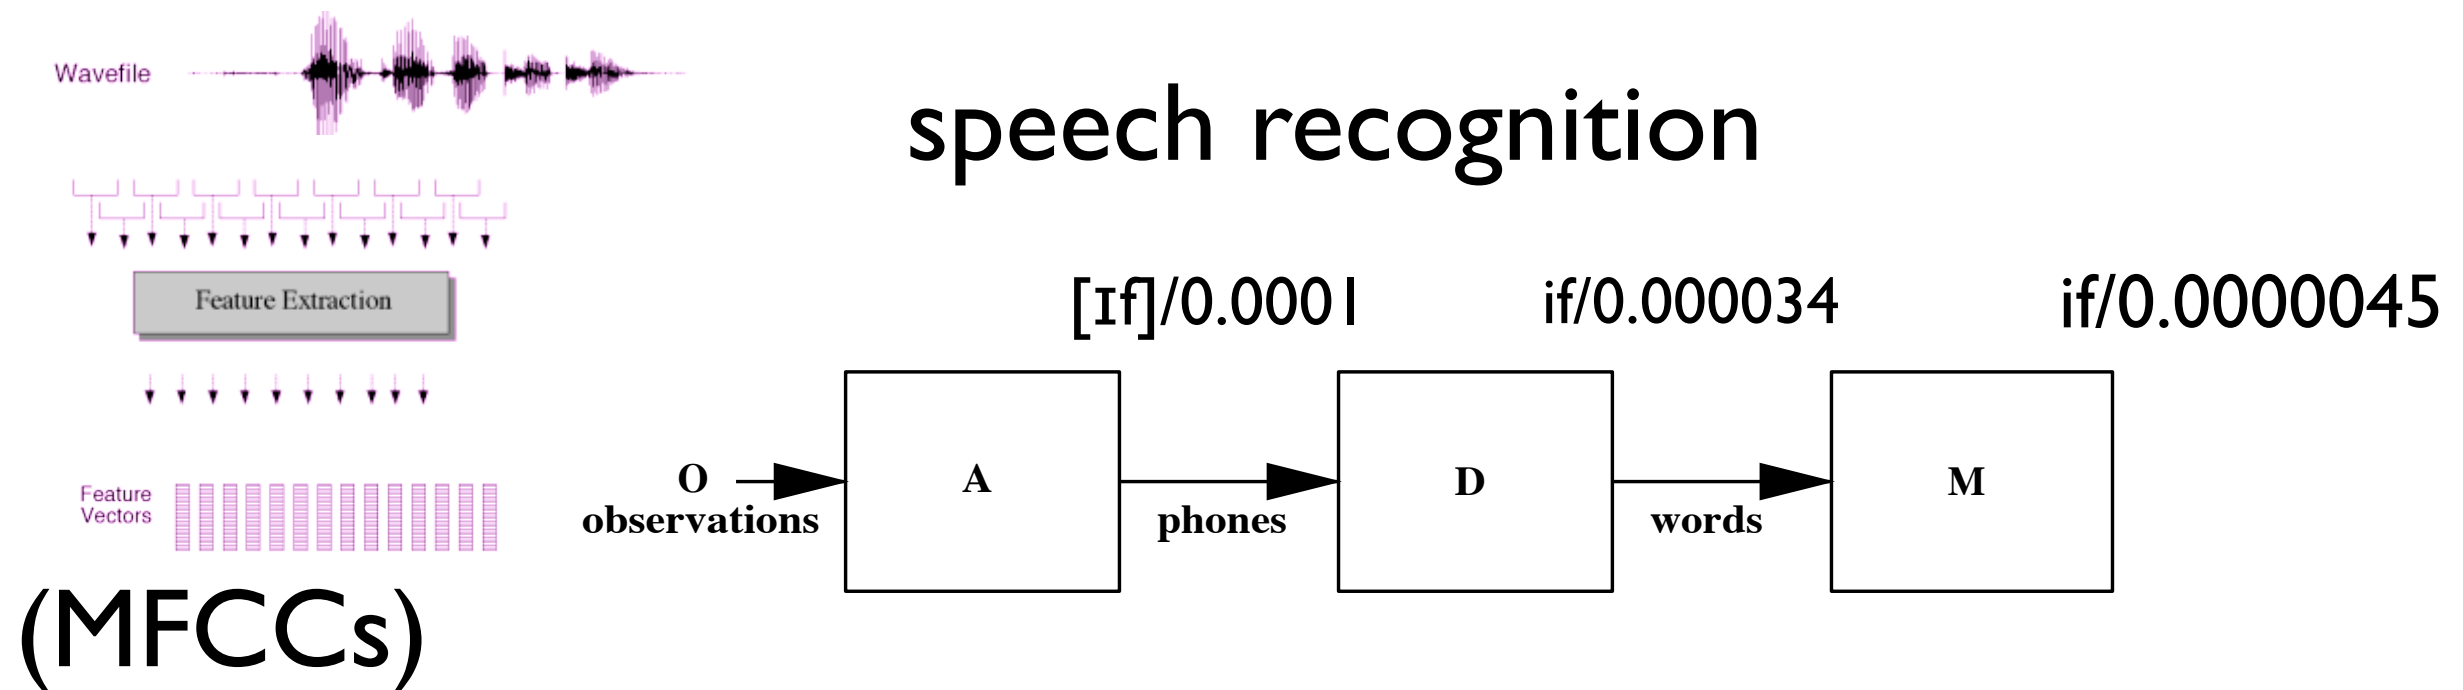 Wavefile
speech recognition
Feature Extraction
[ɪf]/0.0001
if/0.000034
if/0.0000045
O
observations
A
phones
D
words
M
Feature
Vectors
(MFCCs)